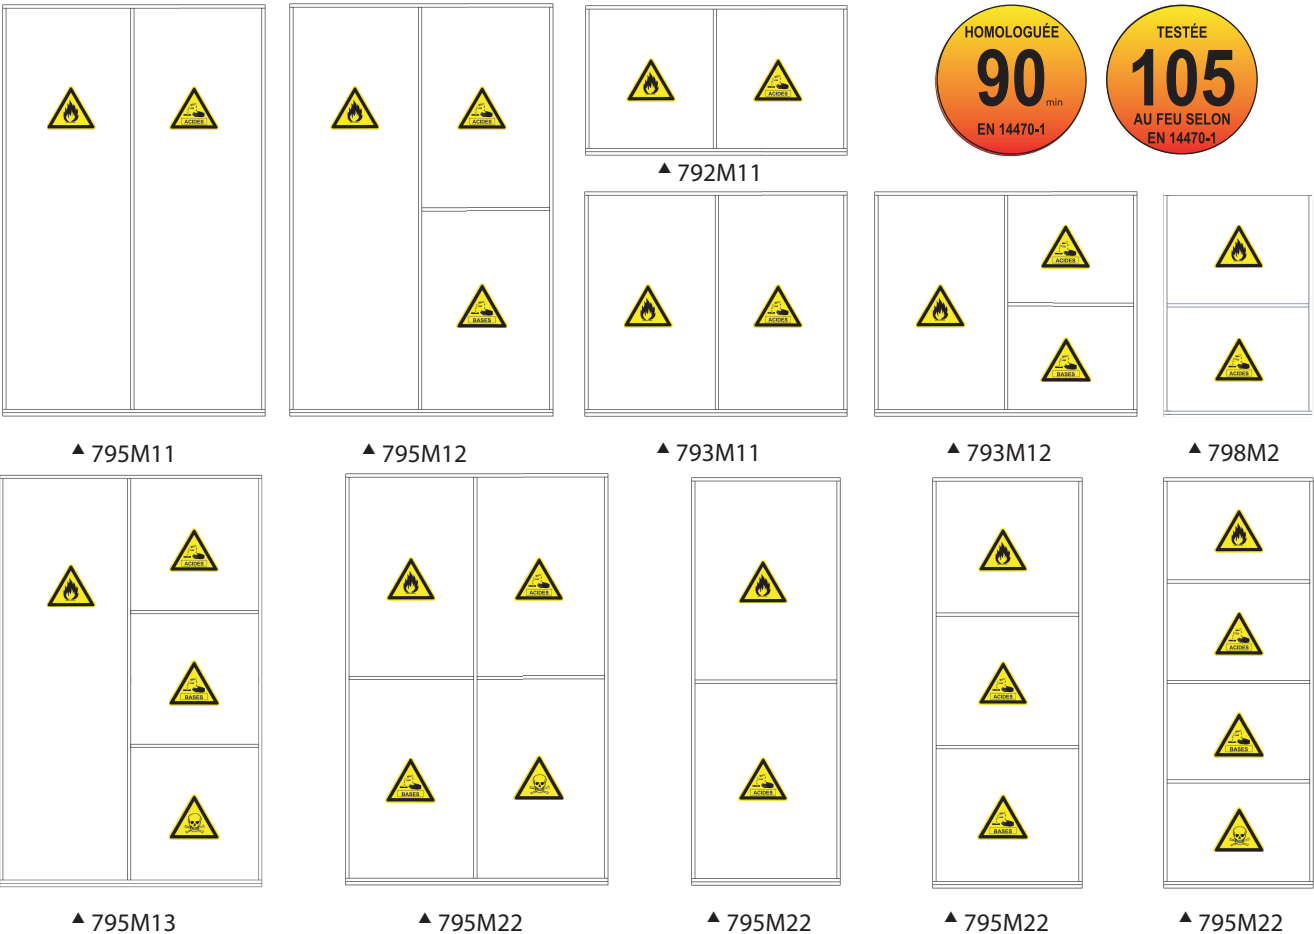 HOMOLOGUÉE
90 min
EN 14470-1
TESTÉE
105
AU FEU SELON
EN 14470-1
ACIDES
ACIDES
BASES
ACIDES
▲ 792M11
ACIDES
ACIDES
BASES
ACIDES
▲ 795M11
▲ 795M12
▲ 793M11
▲ 793M12
▲ 798M2
ACIDES
BASES
ACIDES
BASES
ACIDES
ACIDES
BASES
ACIDES
BASES
▲ 795M13
▲ 795M22
▲ 795M22
▲ 795M22
▲ 795M22